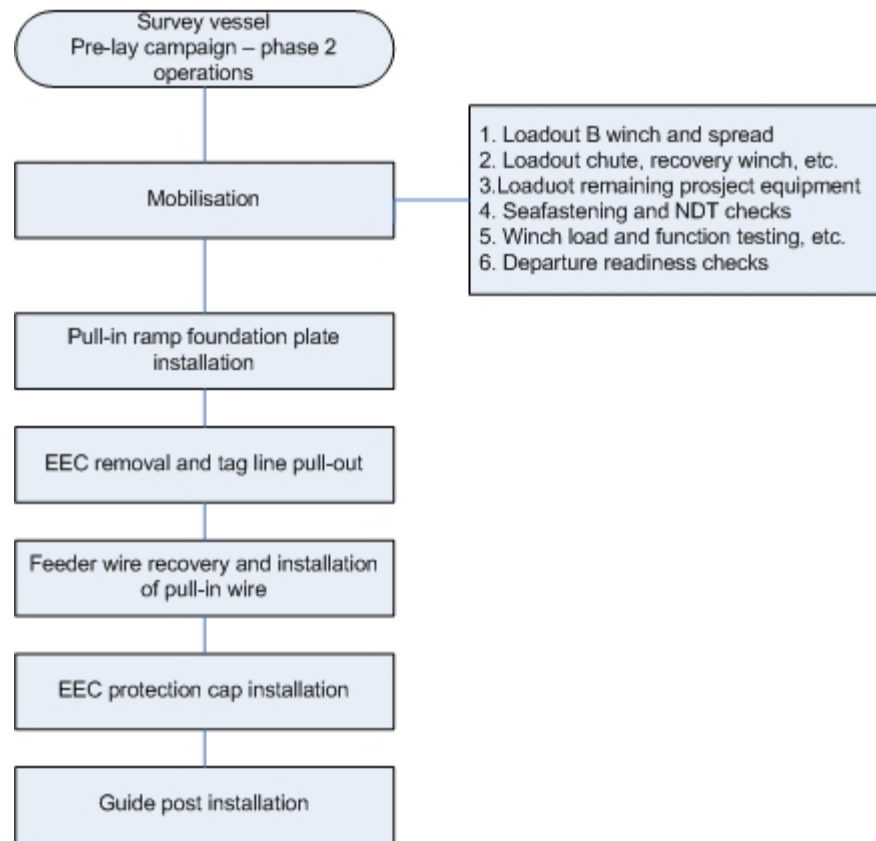 Survey vessel
Pre-lay campaign – phase 2
operations
Mobilisation
1. Loadout B winch and spread
2. Loadout chute, recovery winch, etc.
3.Loaduot remaining prosject equipment
4. Seafastening and NDT checks
5. Winch load and function testing, etc.
6. Departure readiness checks
Pull-in ramp foundation plate
installation
EEC removal and tag line pull-out
Feeder wire recovery and installation
of pull-in wire
EEC protection cap installation
Guide post installation